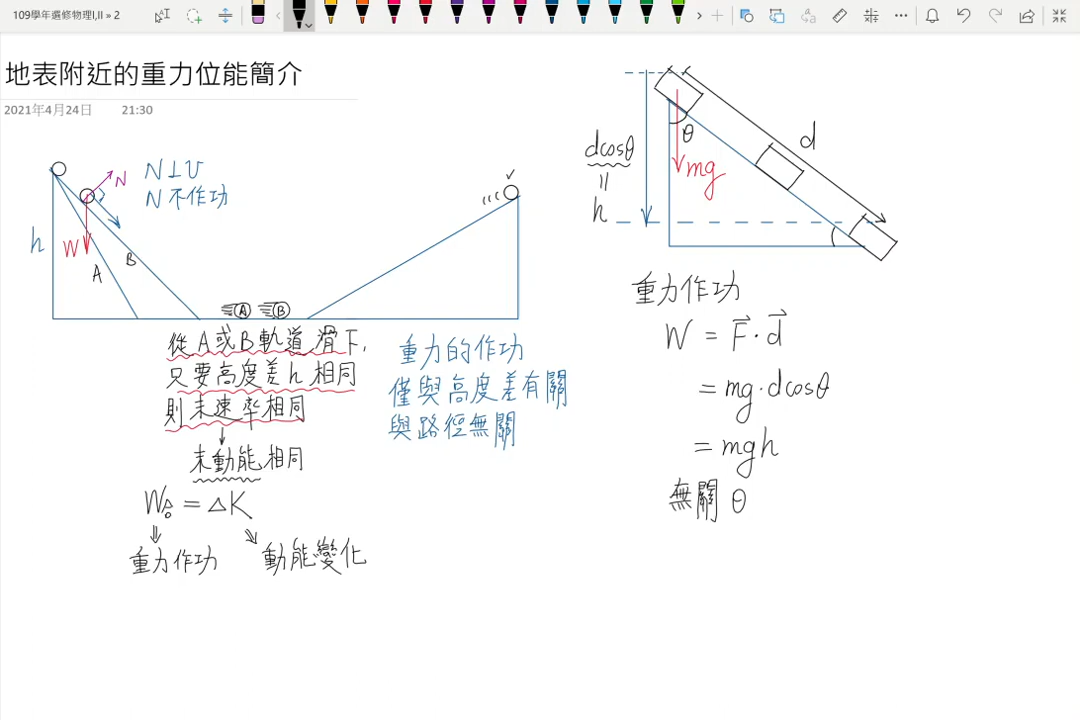 109學年選修物理I,II » 2
地表附近的重力位能簡介
2021年4月24日 21:30
N⊥υ
N 不作功
N
h
W
A
B
A B
從A或B軌道滑下,
只要高度差h相同
則末速率相同
↓
末動能相同
W合 = ΔK
⇓ ⇘
重力作功 動能變化
重力的作功
僅與高度差有關
與路徑無關
θ
d
dcosθ
=
h
mg
重力作功
W = F⃗·d⃗
= mg·dcosθ
= mgh
無關 θ